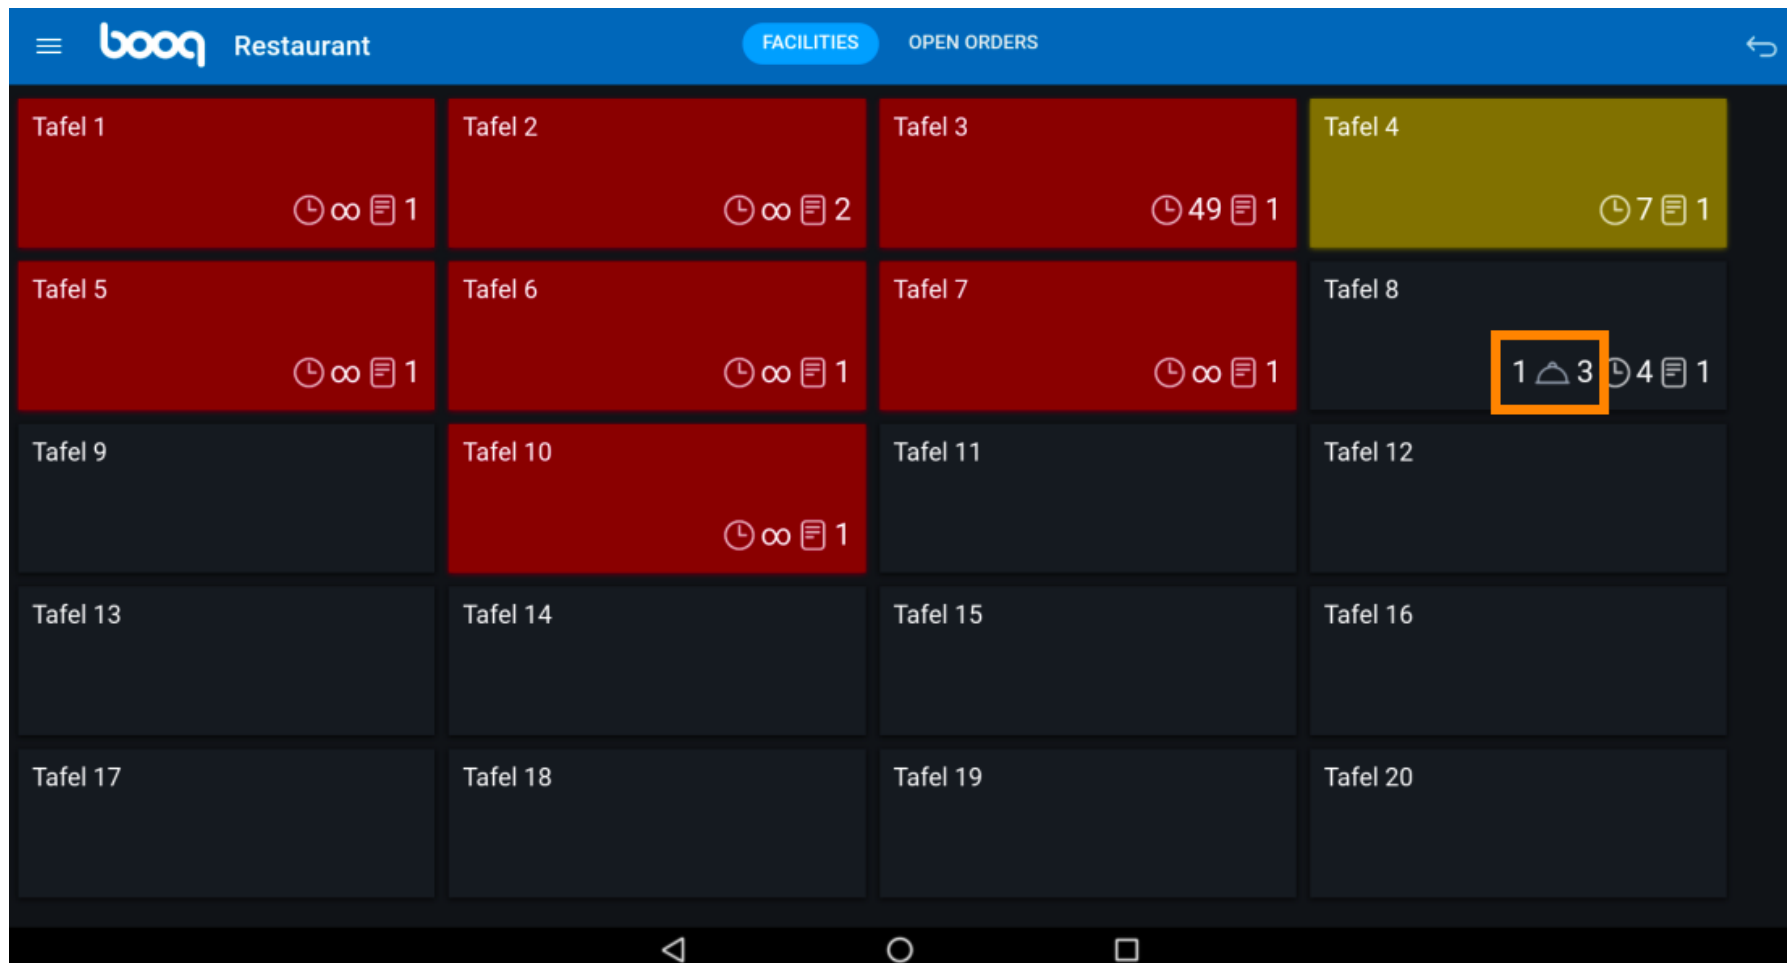 booq Restaurant FACILITIES OPEN ORDERS
Tafel 1 Tafel 2 Tafel 3 Tafel 4
∞ 1 ∞ 2 49 1 7 1
Tafel 5 Tafel 6 Tafel 7 Tafel 8
∞ 1 ∞ 1 ∞ 1 1 3 4 1
Tafel 9 Tafel 10 Tafel 11 Tafel 12
∞ 1
Tafel 13 Tafel 14 Tafel 15 Tafel 16
Tafel 17 Tafel 18 Tafel 19 Tafel 20